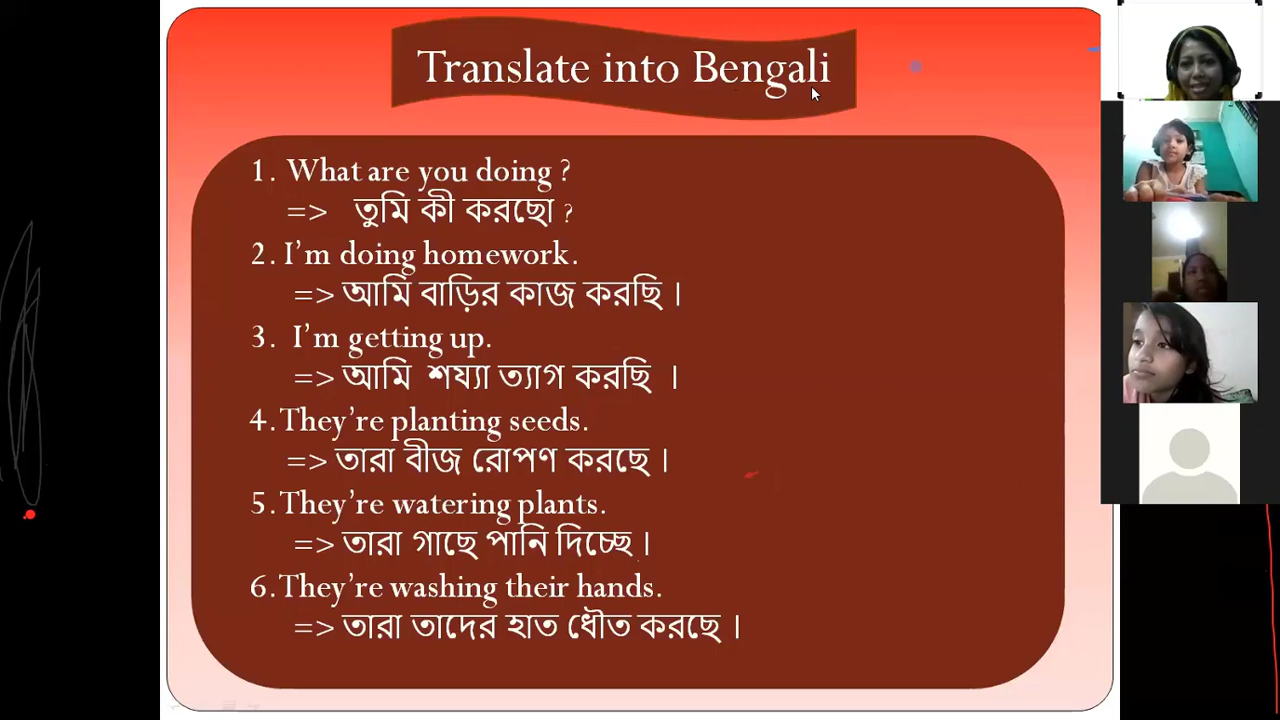 Translate into Bengali
1. What are you doing ?
=> তুমি কী করছো ?
2. I'm doing homework.
=> আমি বাড়ির কাজ করছি ।
3. I'm getting up.
=> আমি শয্যা ত্যাগ করছি ।
4. They're planting seeds.
=> তারা বীজ রোপণ করছে ।
5. They're watering plants.
=> তারা গাছে পানি দিচ্ছে ।
6. They're washing their hands.
=> তারা তাদের হাত ধৌত করছে ।